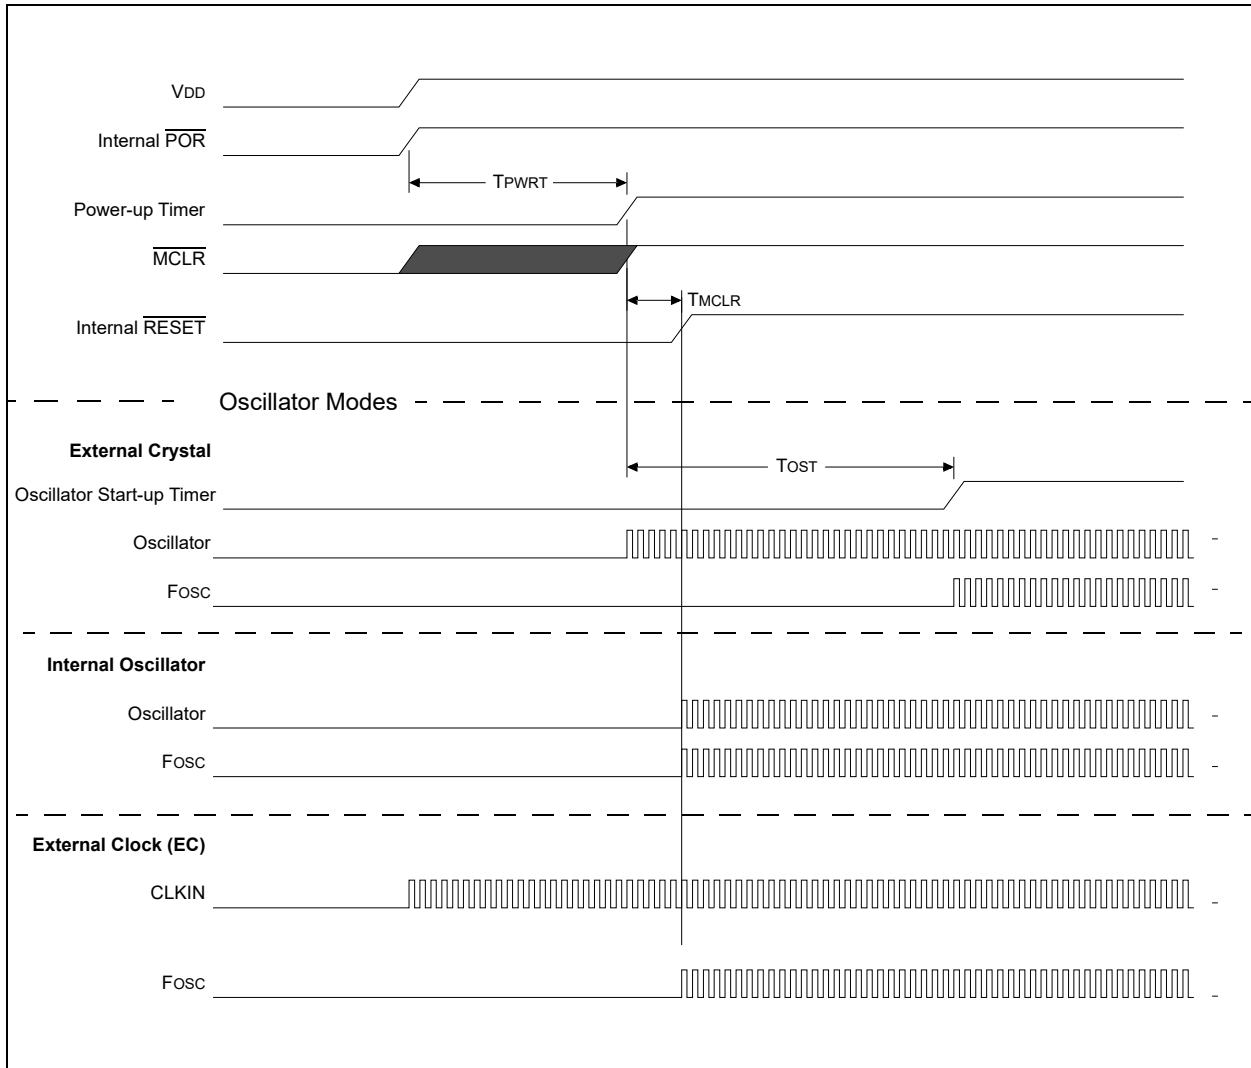 VDD
Internal POR
TPWRT
Power-up Timer
MCLR
TMCLR
Internal RESET
Oscillator Modes
External Crystal
TOST
Oscillator Start-up Timer
Oscillator
FOSC
Internal Oscillator
Oscillator
FOSC
External Clock (EC)
CLKIN
FOSC